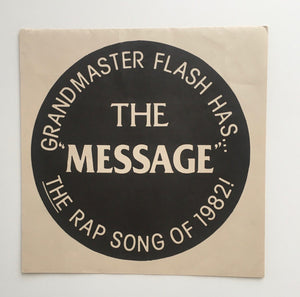 GRANDMASTER FLASH HAS...
THE
"MESSAGE"
THE RAP SONG OF 1982!